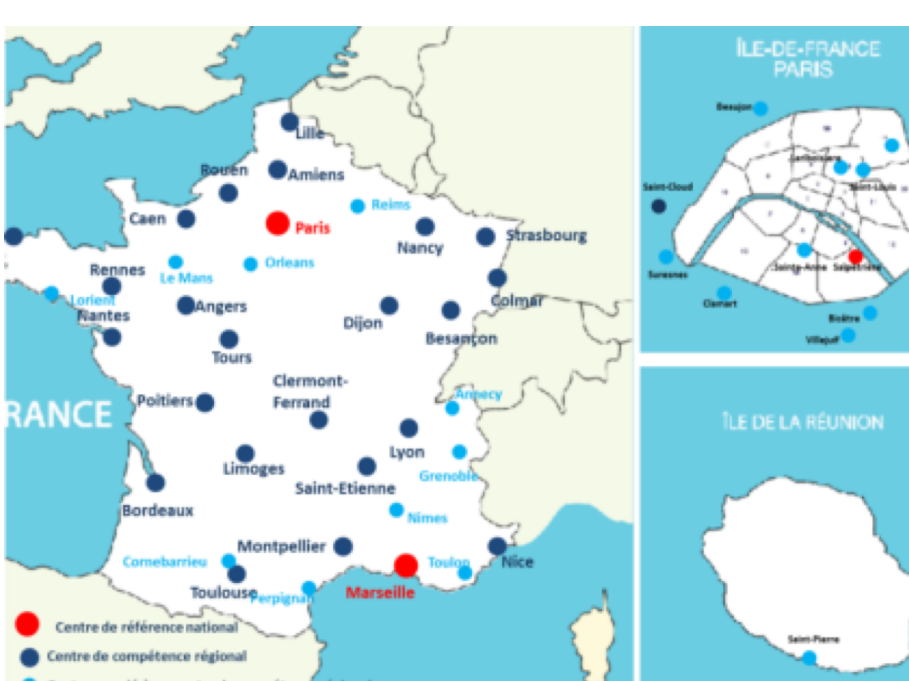 Lille
Rouen
Amiens
Reims
Caen
Paris
Nancy
Strasbourg
Rennes
Le Mans
Orleans
Lorient
Angers
Colmar
Nantes
Dijon
Besançon
Tours
Clermont-
Ferrand
Poitiers
Annecy
RANCE
Lyon
Limoges
Grenoble
Saint-Etienne
Bordeaux
Nimes
Montpellier
Cornebarrieu
Toulon
Nice
Toulouse
Perpignan
Marseille
Centre de référence national
Centre de compétence régional
ÎLE-DE-FRANCE
PARIS
Beaujon
Lariboisière
Saint-Cloud
Saint-Louis
Sainte-Anne
Salpêtrière
Suresnes
Clamart
Bicêtre
Villejuif
ÎLE DE LA RÉUNION
Saint-Pierre